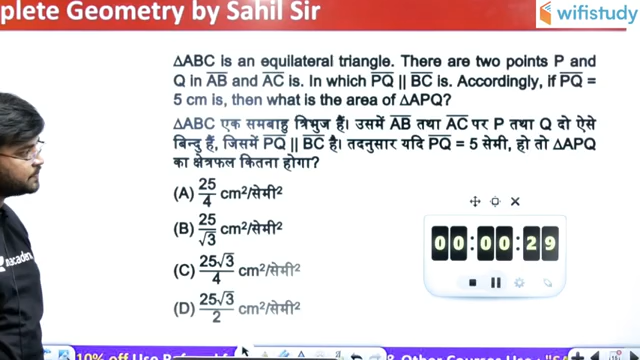 plete Geometry by Sahil Sir
wifistudy
ΔABC is an equilateral triangle. There are two points P and
Q in AB and AC is. In which PQ || BC is. Accordingly, if PQ =
5 cm is, then what is the area of ΔAPQ?
ΔABC एक समबाहु त्रिभुज हैं। उसमें AB तथा AC पर P तथा Q दो ऐसे
बिन्दु हैं, जिसमें PQ || BC है। तदनुसार यदि PQ = 5 सेमी, हो तो ΔAPQ
का क्षेत्रफल कितना होगा?
(A) 25/4 cm²/सेमी²
(B) 25/√3 cm²/सेमी²
(C) 25√3/4 cm²/सेमी²
(D) 25√3/2 cm²/सेमी²
00:00:29
10% off Use
& Other Courses Use